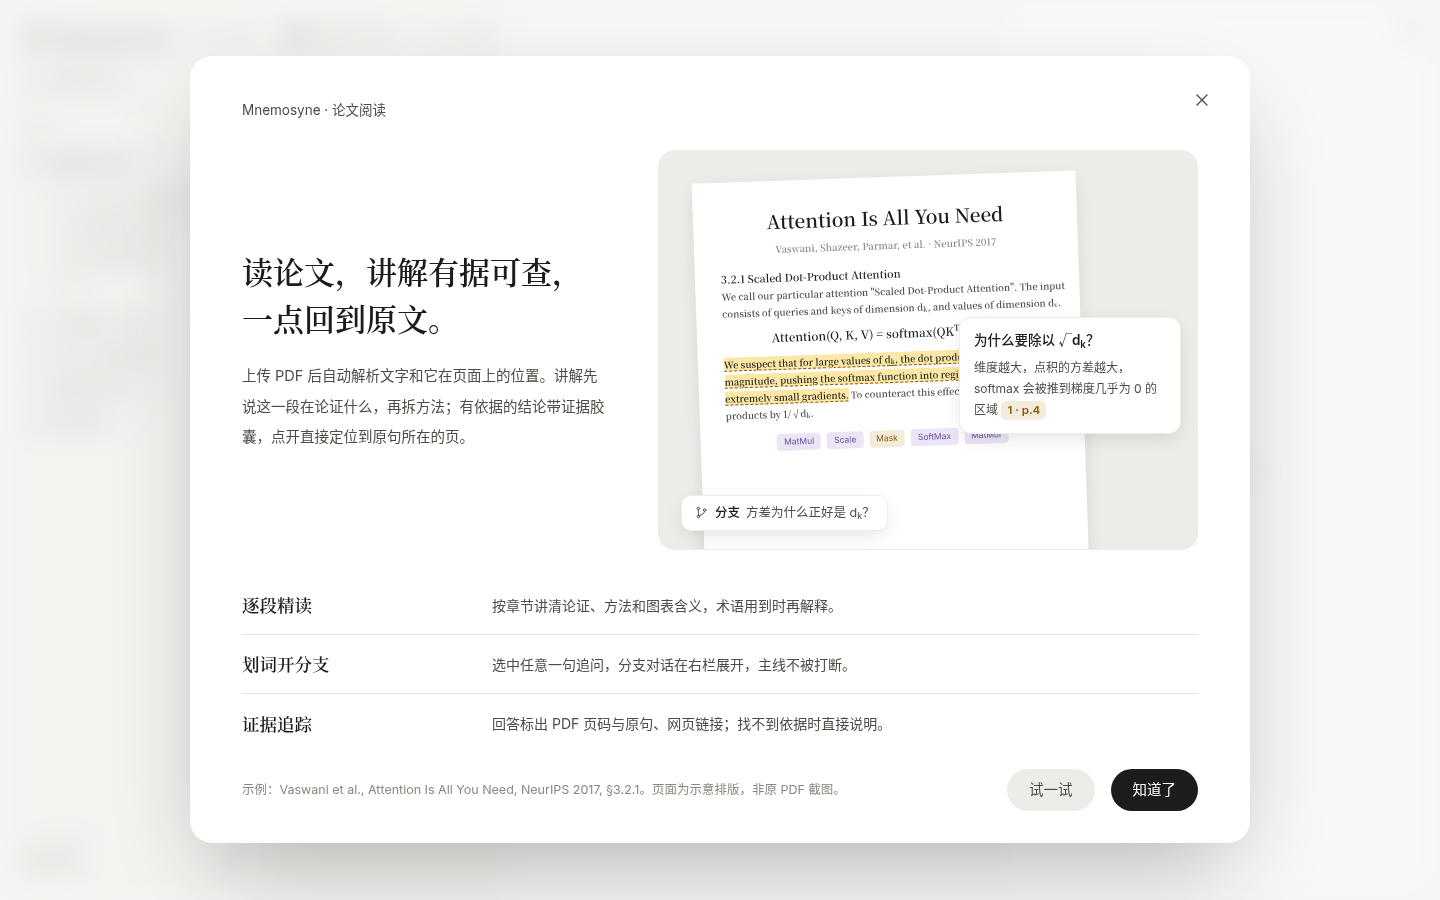 Mnemosyne · 论文阅读
读论文，讲解有据可查，
一点回到原文。
上传 PDF 后自动解析文字和它在页面上的位置。讲解先
说这一段在论证什么，再拆方法；有依据的结论带证据胶
囊，点开直接定位到原句所在的页。
Attention Is All You Need
Vaswani, Shazeer, Parmar, et al. · NeurIPS 2017
3.2.1 Scaled Dot-Product Attention
We call our particular attention "Scaled Dot-Product Attention". The input
consists of queries and keys of dimension dₖ, and values of dimension dᵥ.
Attention(Q, K, V) = softmax(QKᵀ
We suspect that for large values of dₖ, the dot
magnitude, pushing the softmax function into
extremely small gradients. To counteract this
products by 1/√dₖ.
MatMul Scale Mask SoftMax MatMul
为什么要除以 √dₖ？
维度越大，点积的方差越大，
softmax 会被推到梯度几乎为 0 的
区域 1 · p.4
分支 方差为什么正好是 dₖ？
逐段精读 按章节讲清论证、方法和图表含义，术语用到时再解释。
划词开分支 选中任意一句追问，分支对话在右栏展开，主线不被打断。
证据追踪 回答标出 PDF 页码与原句、网页链接；找不到依据时直接说明。
示例：Vaswani et al., Attention Is All You Need, NeurIPS 2017, §3.2.1。页面为示意排版，非原 PDF 截图。
试一试 知道了